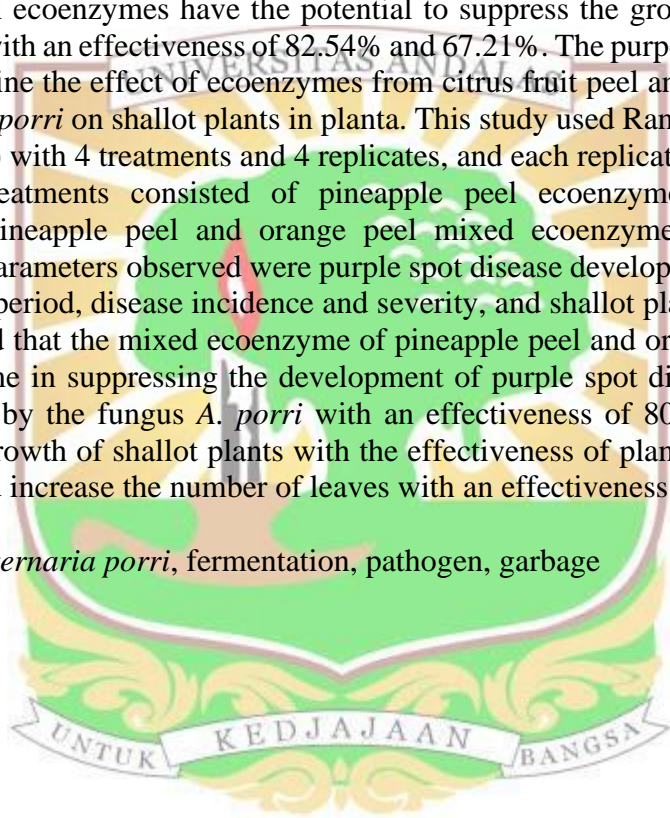 ecoenzymes have the potential to suppress the gro
with an effectiveness of 82.54% and 67.21%. The purp
ine the effect of ecoenzymes from citrus fruit peel an
porri on shallot plants in planta. This study used Ran
) with 4 treatments and 4 replicates, and each replicat
eatments consisted of pineapple peel ecoenzyme
ineapple peel and orange peel mixed ecoenzyme
arameters observed were purple spot disease develop
period, disease incidence and severity, and shallot pla
d that the mixed ecoenzyme of pineapple peel and or
ne in suppressing the development of purple spot di
by the fungus A. porri with an effectiveness of 80
rowth of shallot plants with the effectiveness of plan
increase the number of leaves with an effectiveness
ernaria porri, fermentation, pathogen, garbage
UNIVERSITAS ANDALAS
UNTUK KEDJAJAAN BANGSA